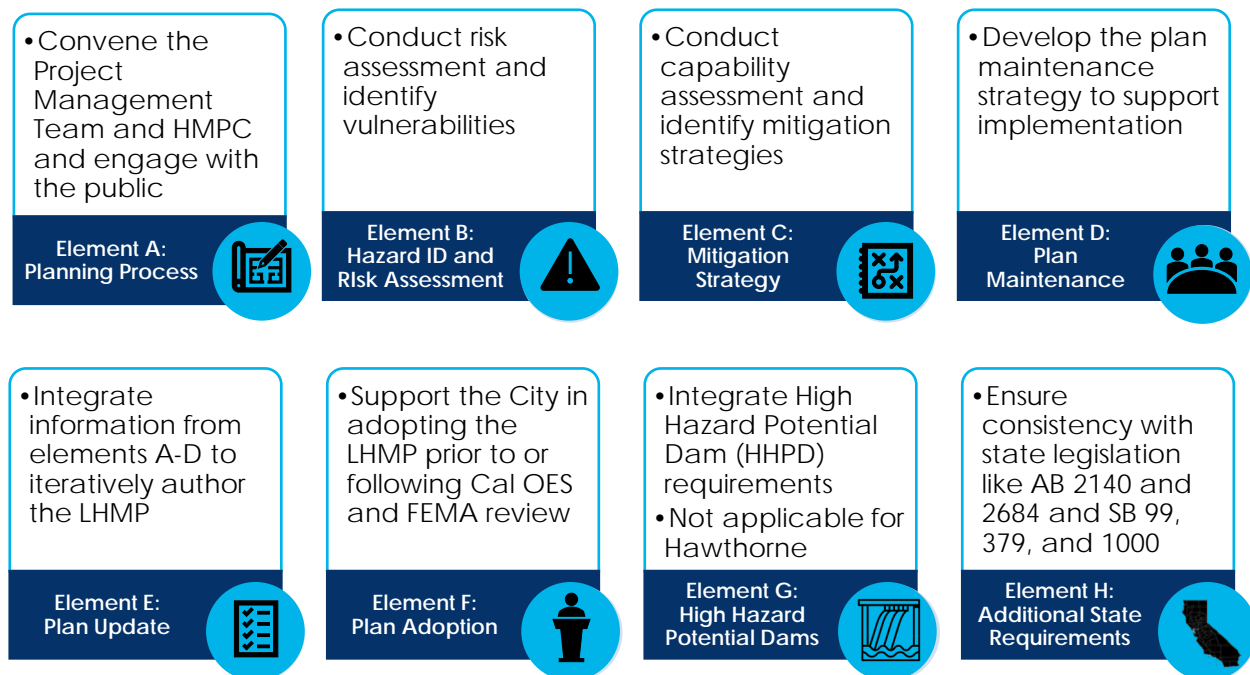 •Convene the
Project
Management
Team and HMPC
and engage with
the public
Element A:
Planning Process
•Conduct risk
assessment and
identify
vulnerabilities
Element B:
Hazard ID and
RIsk Assessment
•Conduct
capability
assessment and
identify mitigation
strategies
Element C:
Mitigation
Strategy
•Develop the plan
maintenance
strategy to support
implementation
Element D:
Plan
Maintenance
•Integrate
information from
elements A-D to
iteratively author
the LHMP
Element E:
Plan Update
•Support the City in
adopting the
LHMP prior to or
following Cal OES
and FEMA review
Element F:
Plan Adoption
•Integrate High
Hazard Potential
Dam (HHPD)
requirements
•Not applicable for
Hawthorne
Element G:
High Hazard
Potential Dams
•Ensure
consistency with
state legislation
like AB 2140 and
2684 and SB 99,
379, and 1000
Element H:
Additional State
Requirements